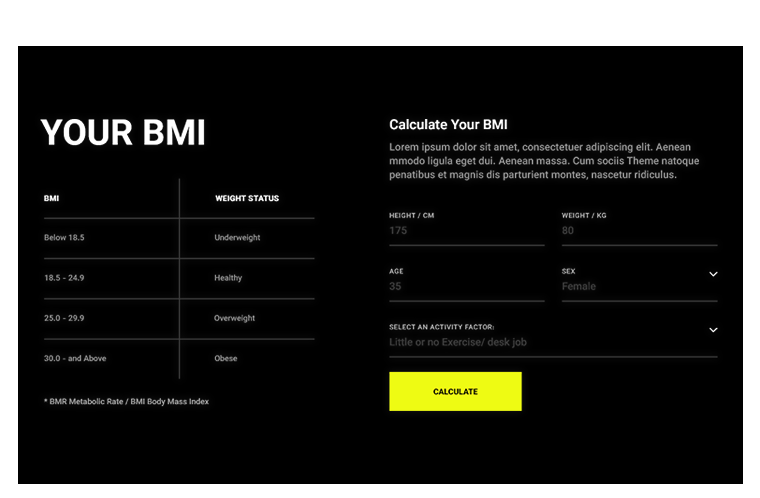 YOUR BMI
BMI WEIGHT STATUS
Below 18.5 Underweight
18.5 - 24.9 Healthy
25.0 - 29.9 Overweight
30.0 - and Above Obese
* BMR Metabolic Rate / BMI Body Mass Index
Calculate Your BMI
Lorem ipsum dolor sit amet, consectetuer adipiscing elit. Aenean
mmodo ligula eget dui. Aenean massa. Cum sociis Theme natoque
penatibus et magnis dis parturient montes, nascetur ridiculus.
HEIGHT / CM WEIGHT / KG
175 80
AGE SEX
35 Female
SELECT AN ACTIVITY FACTOR:
Little or no Exercise/ desk job
CALCULATE